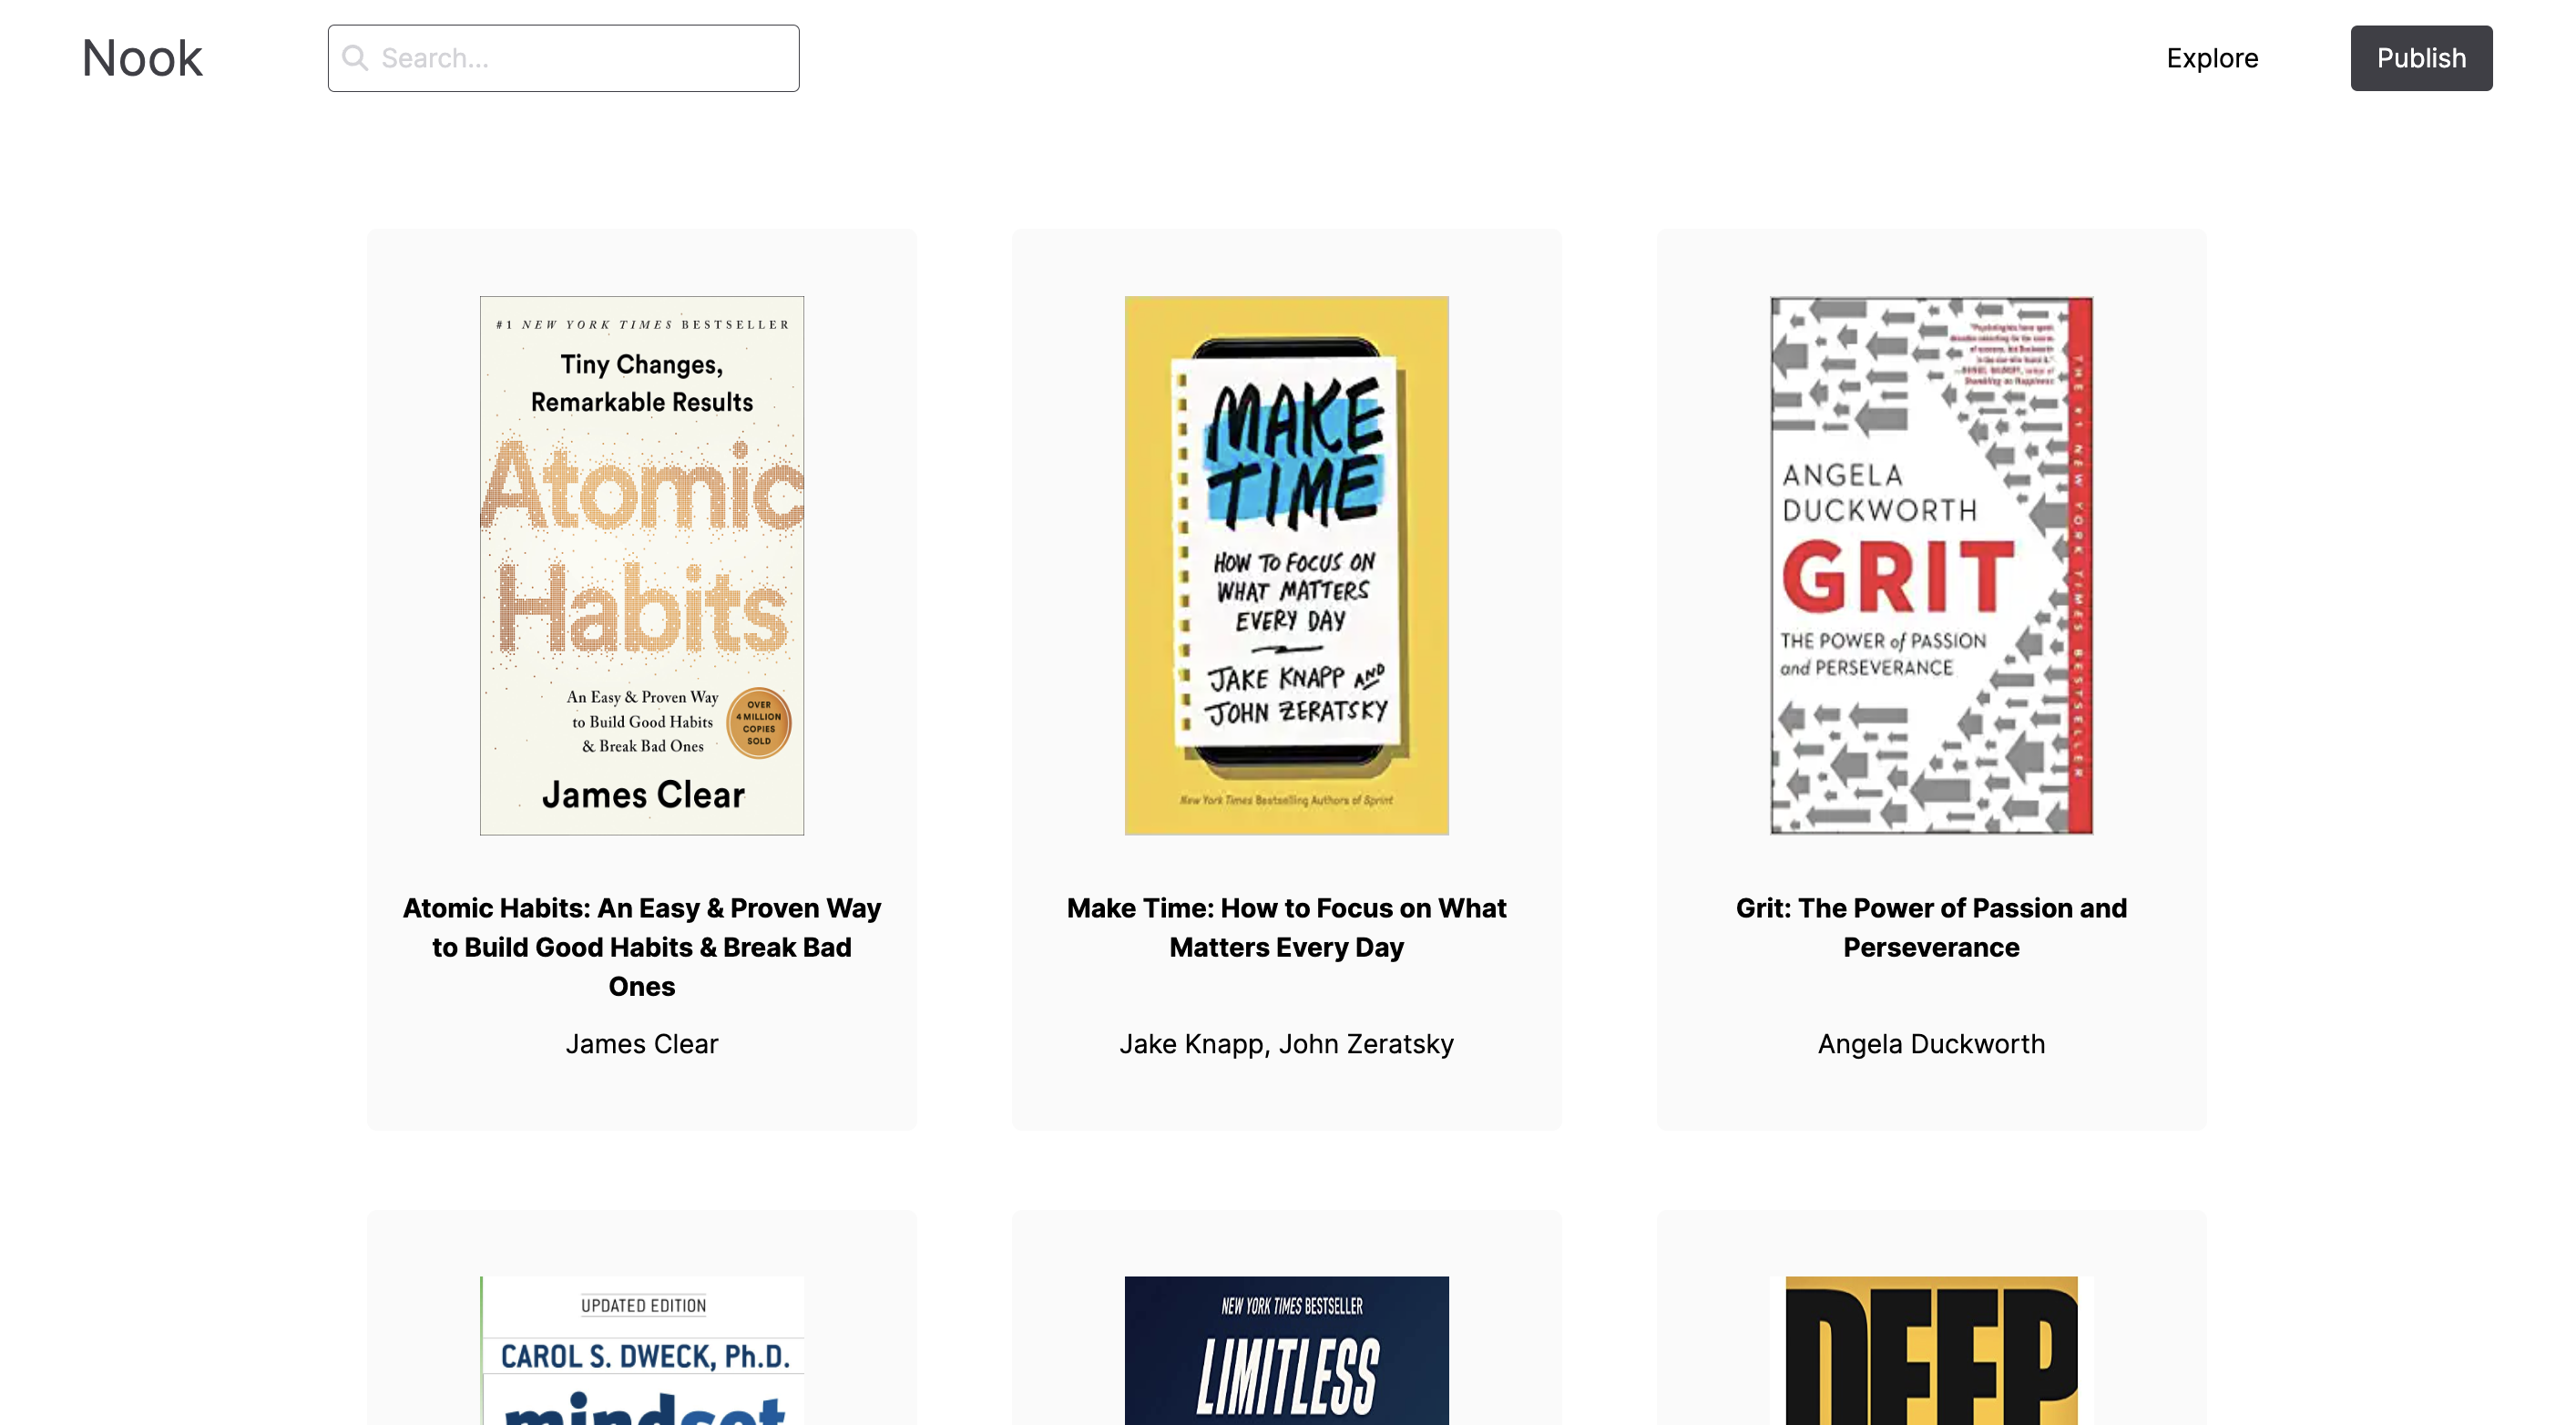 Nook
Search...
Explore
Publish
#1 NEW YORK TIMES BESTSELLER
Tiny Changes,
Remarkable Results
Atomic
Habits
An Easy & Proven Way
to Build Good Habits
& Break Bad Ones
OVER
4 MILLION
COPIES
SOLD
James Clear
Atomic Habits: An Easy & Proven Way
to Build Good Habits & Break Bad
Ones
James Clear
MAKE
TIME
HOW TO FOCUS ON
WHAT MATTERS
EVERY DAY
JAKE KNAPP AND
JOHN ZERATSKY
New York Times Bestselling Authors of Sprint
Make Time: How to Focus on What
Matters Every Day
Jake Knapp, John Zeratsky
ANGELA
DUCKWORTH
GRIT
THE POWER of PASSION
and PERSEVERANCE
THE #1 NEW YORK TIMES BESTSELLER
Grit: The Power of Passion and
Perseverance
Angela Duckworth
UPDATED EDITION
CAROL S. DWECK, Ph.D.
mindset
NEW YORK TIMES BESTSELLER
LIMITLESS
DEEP